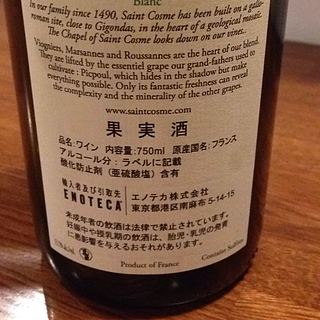 Blanc
In our family since 1490, Saint Cosme has been built on a gallo-
roman site, close to Gigondas, in the heart of a geological mosaic.
The Chapel of Saint Cosme looks down on our vines..
Viogniers, Marsannes and Roussannes are the heart of our blend.
They are lifted by the essential grape our grand-fathers used to
cultivate : Picpoul, which hides in the shadow but make
everything possible. Only its fantastic freshness can reveal
the complexity and the minerality of the other grapes.
www.saintcosme.com
果実酒
品名:ワイン 内容量:750ml 原産国名:フランス
アルコール分:ラベルに記載
酸化防止剤(亜硫酸塩)含有
輸入者及び引取先
ENOTECA
エノテカ株式会社
東京都港区南麻布 5-14-15
未成年者の飲酒は法律で禁止されています。
妊娠中や授乳期の飲酒は、胎児・乳児の発育
に悪影響を与えるおそれがあります。
Product of France
Contains Sulfites